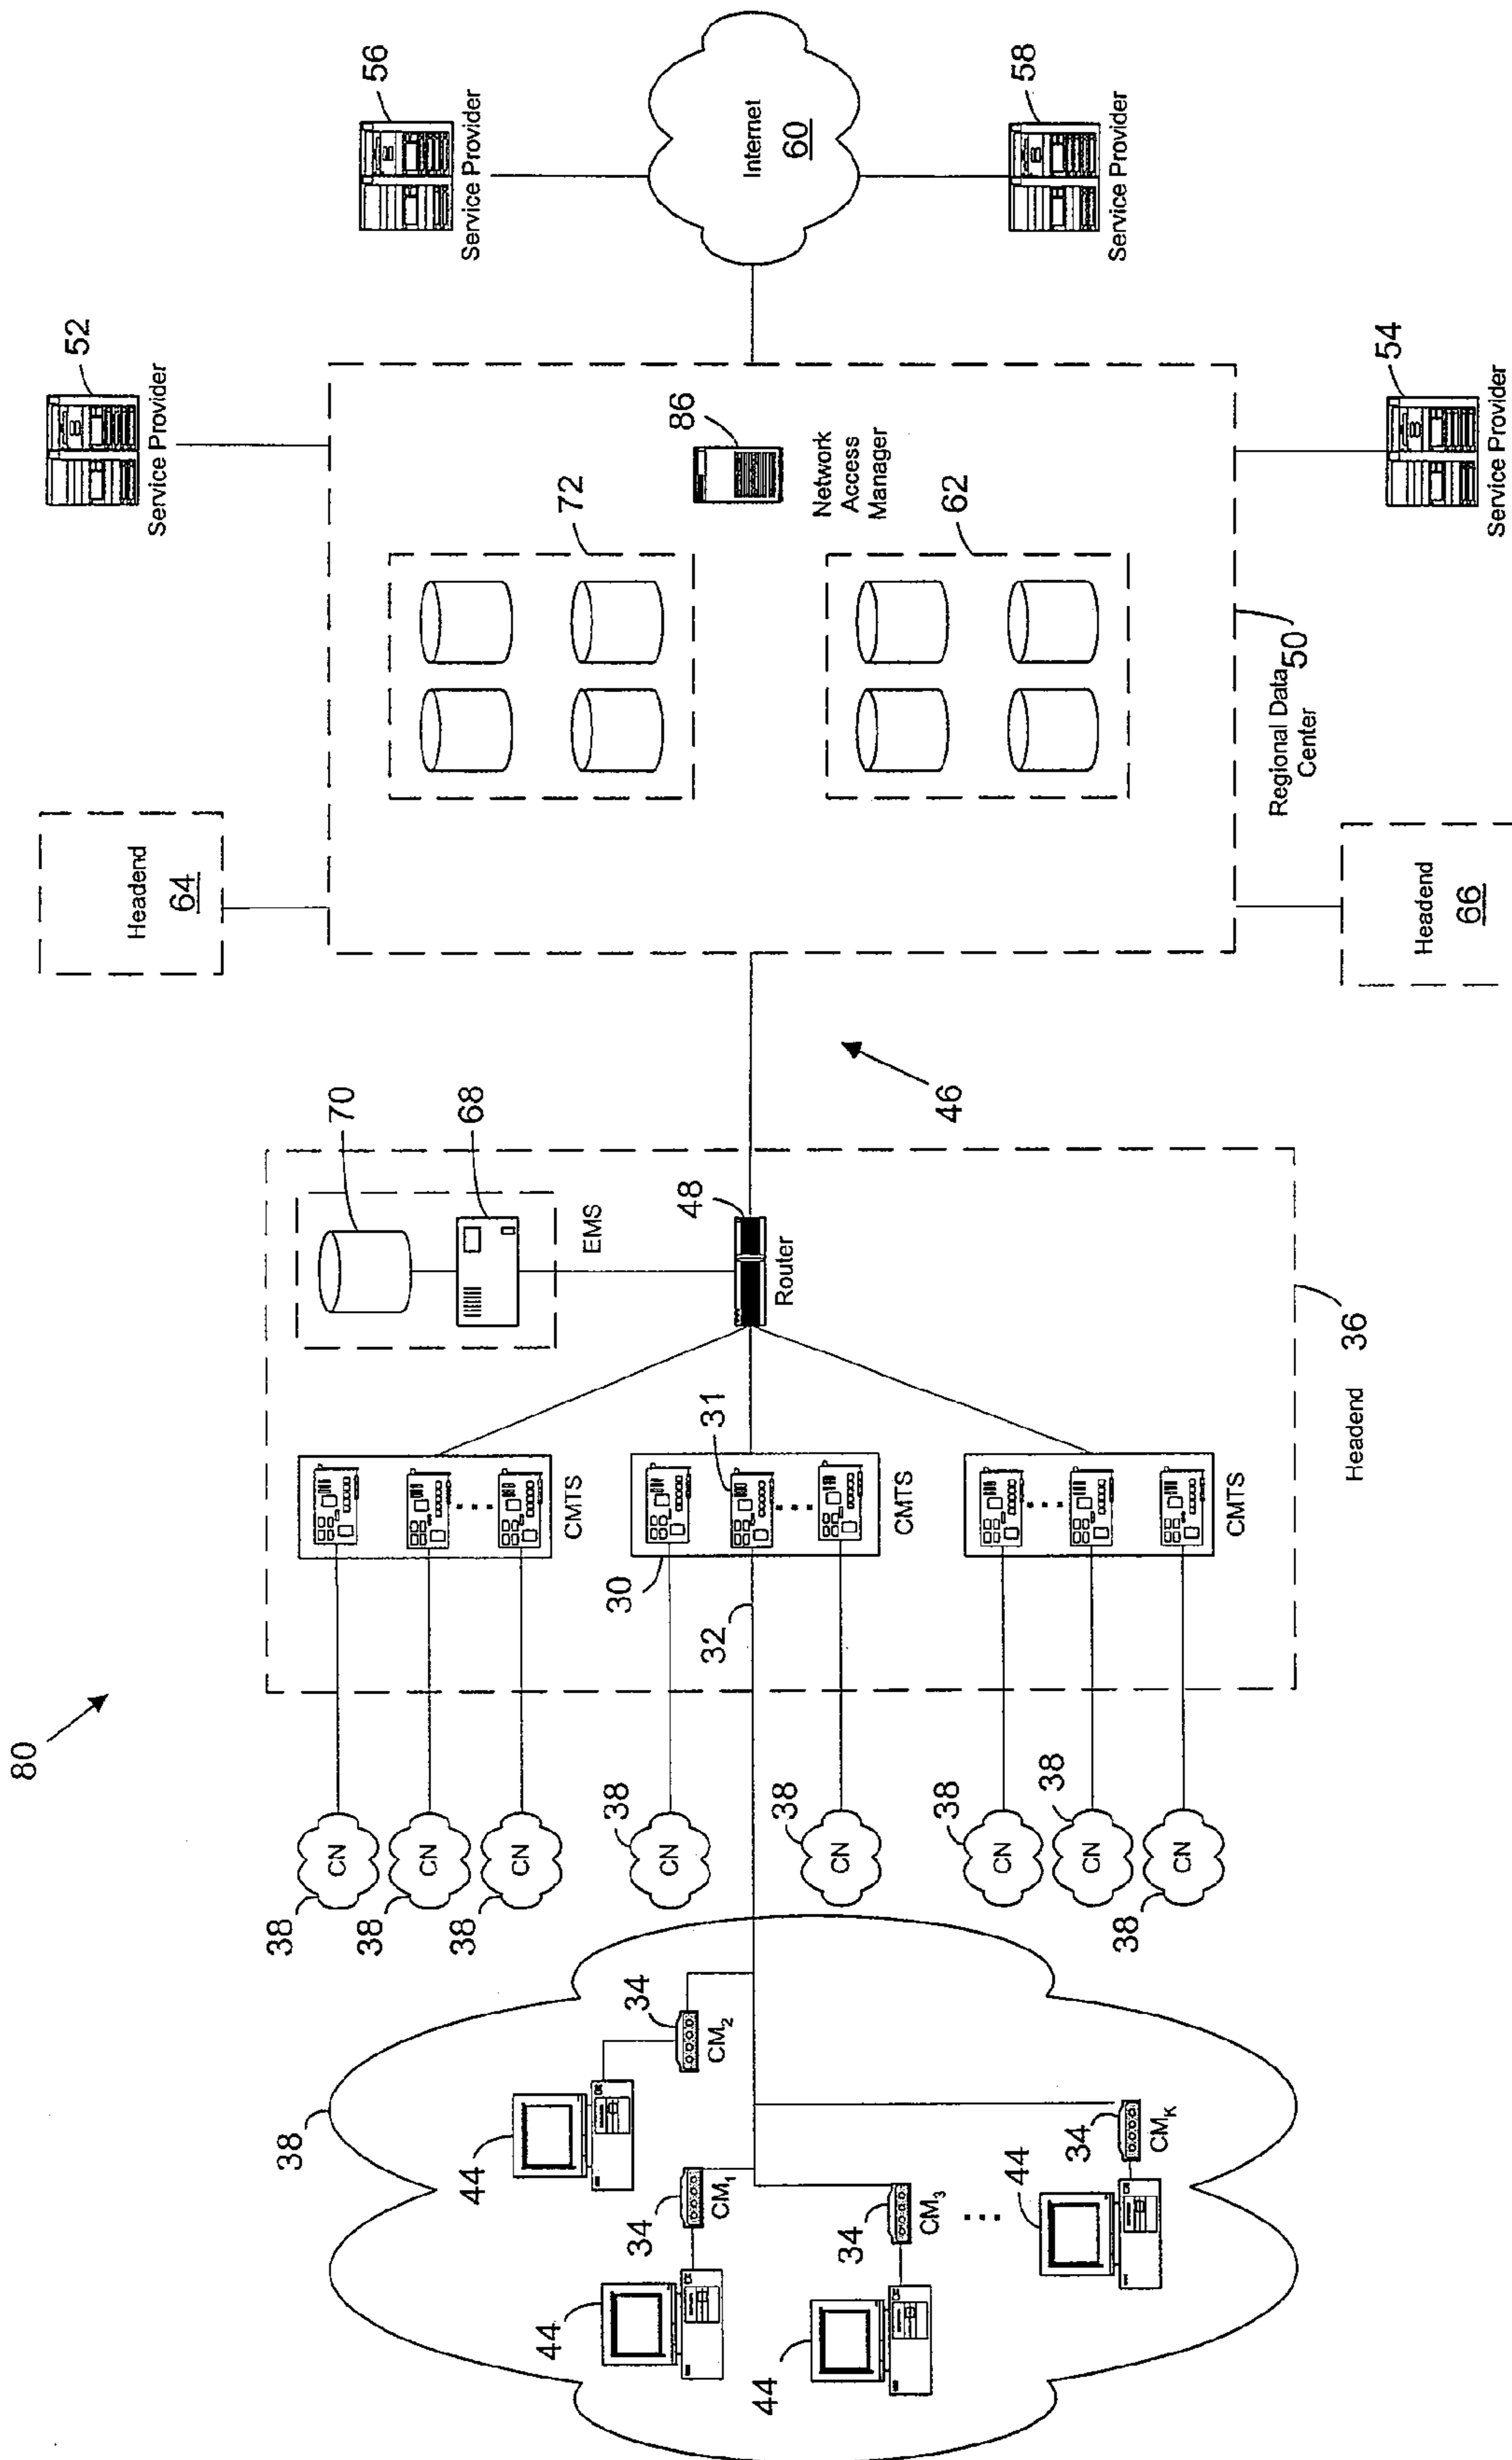 80
38
44
34
CM1
44
34
CM2
44
34
CM3
44
34
CMK
38
CN
38
CN
38
CN
38
CN
38
CN
38
CN
38
CN
38
CN
32
30
31
CMTS
CMTS
CMTS
70
68
EMS
48
Router
36
Headend
46
Headend
64
Headend
66
72
62
86
Network
Access
Manager
50
Regional Data
Center
52
Service Provider
54
Service Provider
56
Service Provider
58
Service Provider
Internet
60